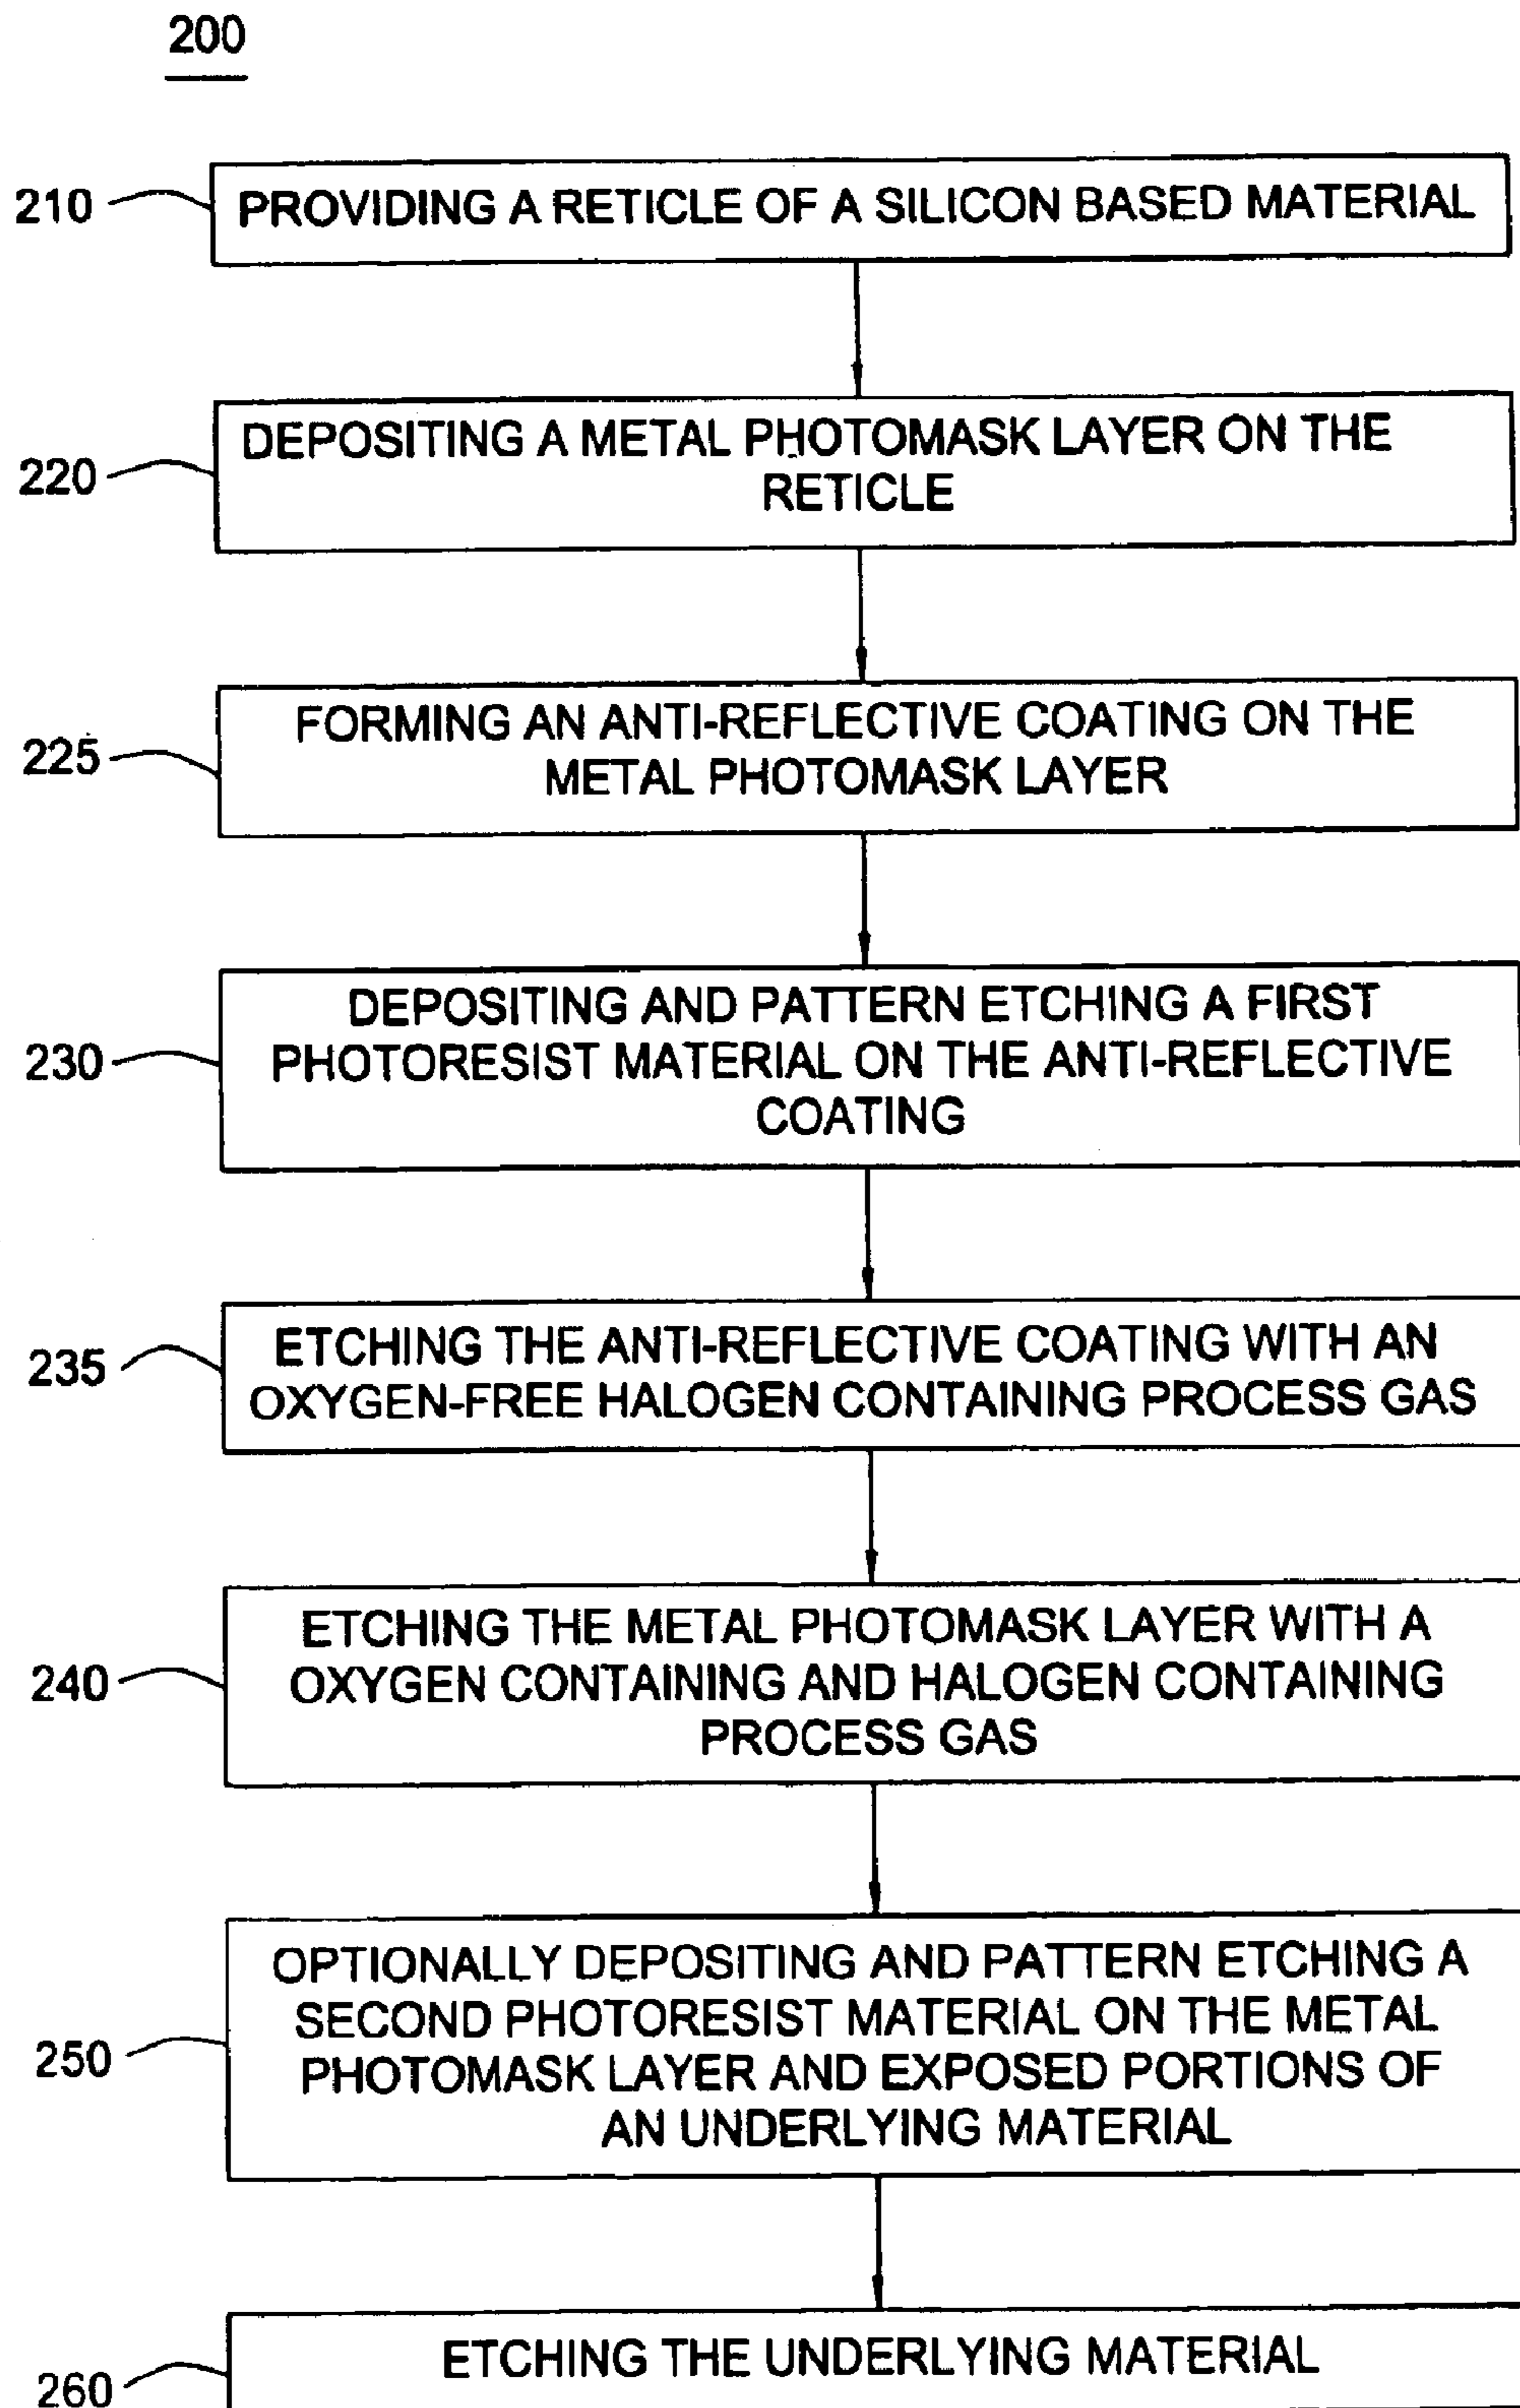 200
210
PROVIDING A RETICLE OF A SILICON BASED MATERIAL
220
DEPOSITING A METAL PHOTOMASK LAYER ON THE
RETICLE
225
FORMING AN ANTI-REFLECTIVE COATING ON THE
METAL PHOTOMASK LAYER
230
DEPOSITING AND PATTERN ETCHING A FIRST
PHOTORESIST MATERIAL ON THE ANTI-REFLECTIVE
COATING
235
ETCHING THE ANTI-REFLECTIVE COATING WITH AN
OXYGEN-FREE HALOGEN CONTAINING PROCESS GAS
240
ETCHING THE METAL PHOTOMASK LAYER WITH A
OXYGEN CONTAINING AND HALOGEN CONTAINING
PROCESS GAS
250
OPTIONALLY DEPOSITING AND PATTERN ETCHING A
SECOND PHOTORESIST MATERIAL ON THE METAL
PHOTOMASK LAYER AND EXPOSED PORTIONS OF
AN UNDERLYING MATERIAL
260
ETCHING THE UNDERLYING MATERIAL